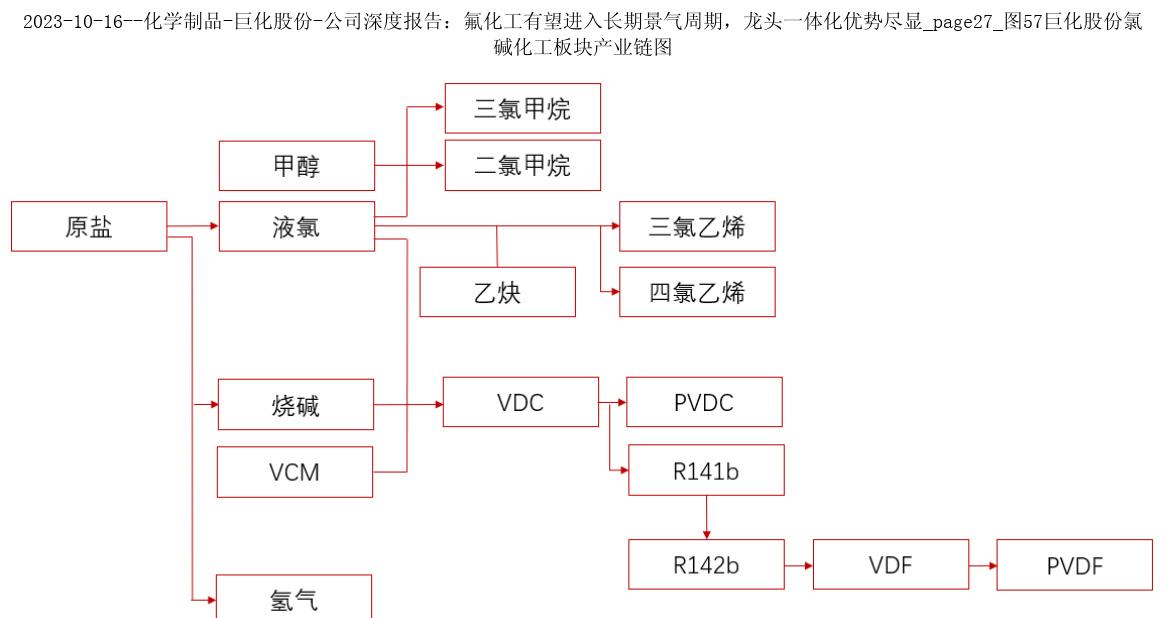 2023-10-16--化学制品-巨化股份-公司深度报告：氟化工有望进入长期景气周期，龙头一体化优势尽显_page27_图57巨化股份氯
碱化工板块产业链图
三氯甲烷
甲醇
二氯甲烷
原盐
液氯
三氯乙烯
乙炔
四氯乙烯
烧碱
VDC
PVDC
VCM
R141b
R142b
VDF
PVDF
氢气